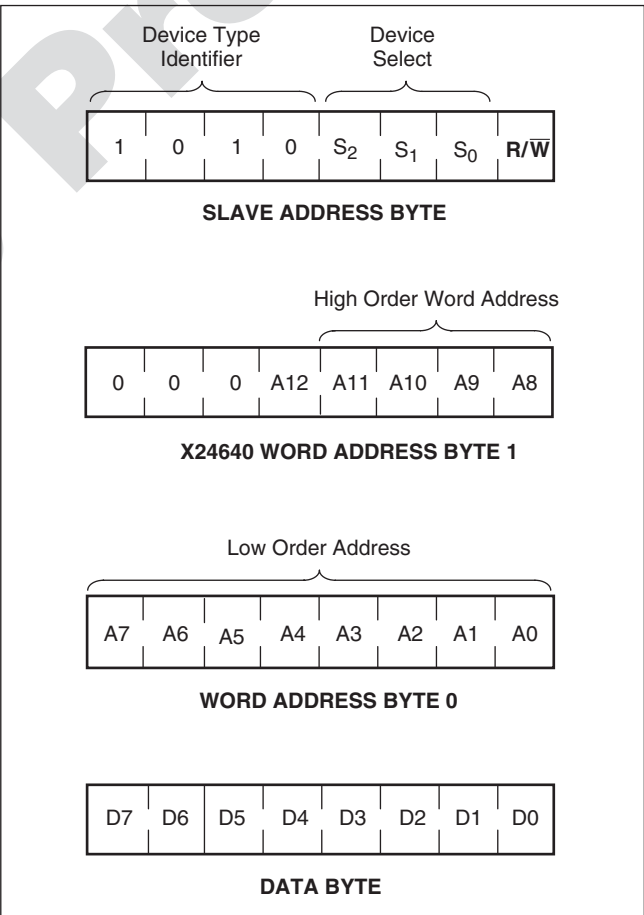 Device Type
Identifier
Device
Select
1 0 1 0 S2 S1 S0 R/W̅
SLAVE ADDRESS BYTE
High Order Word Address
0 0 0 A12 A11 A10 A9 A8
X24640 WORD ADDRESS BYTE 1
Low Order Address
A7 A6 A5 A4 A3 A2 A1 A0
WORD ADDRESS BYTE 0
D7 D6 D5 D4 D3 D2 D1 D0
DATA BYTE